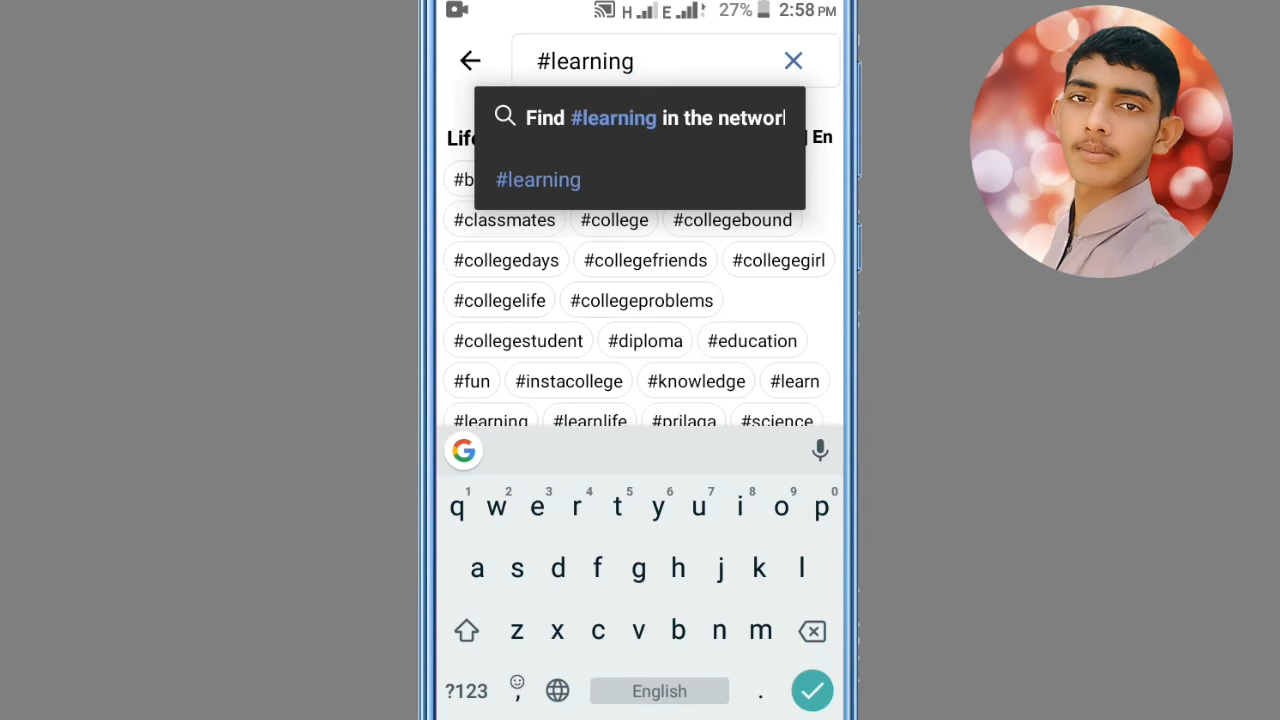 H E 27% 2:58 PM
#learning
Find #learning in the networ
#learning
Life En
#b
#classmates #college #collegebound
#collegedays #collegefriends #collegegirl
#collegelife #collegeproblems
#collegestudent #diploma #education
#fun #instacollege #knowledge #learn
#learning #learnlife #prilaga #science
G
1 2 3 4 5 6 7 8 9 0
q w e r t y u i o p
a s d f g h j k l
z x c v b n m
?123 , English .